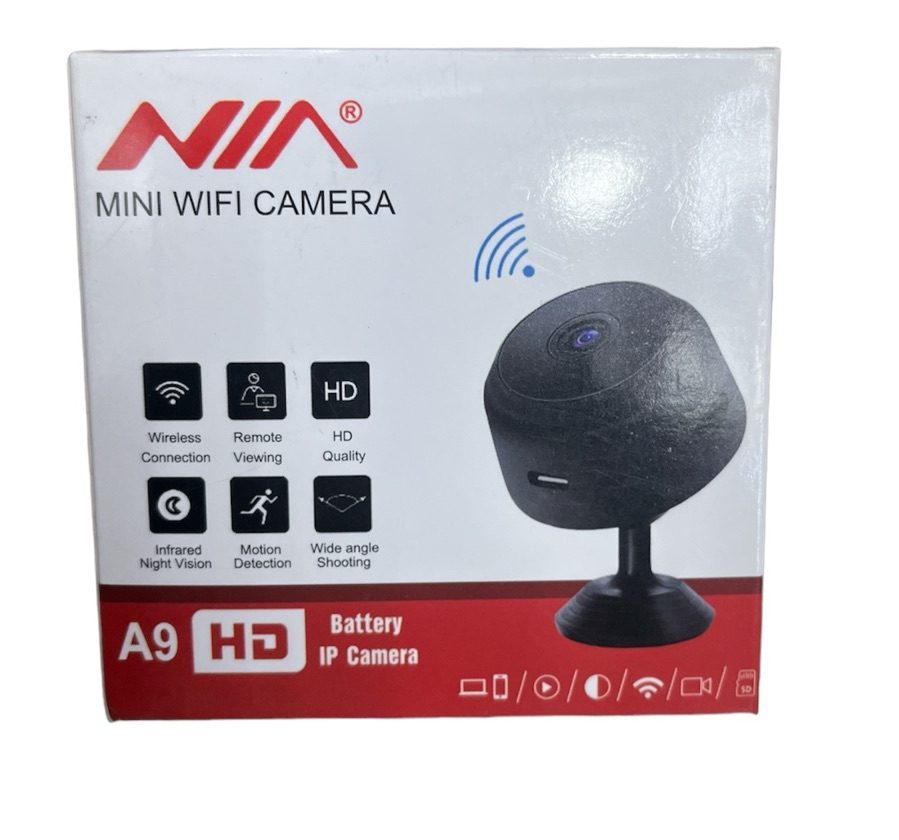 NIA®
MINI WIFI CAMERA
Wireless
Connection
Remote
Viewing
HD
HD
Quality
Infrared
Night Vision
Motion
Detection
Wide angle
Shooting
A9
HD
Battery
IP Camera
SD